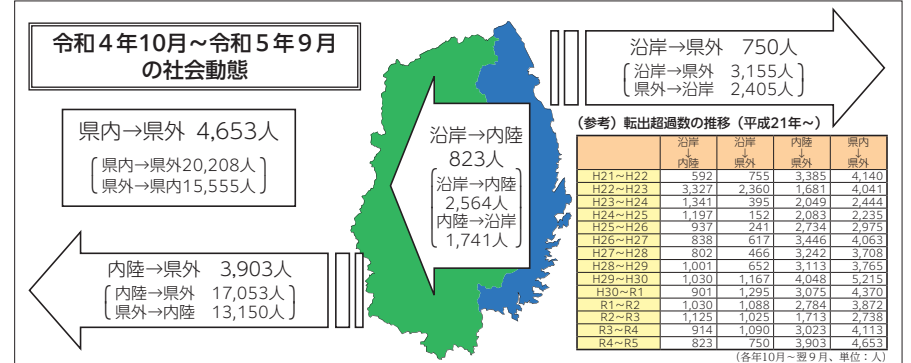 令和４年10月～令和５年９月
の社会動態
県内→県外 4,653人
県内→県外20,208人
県外→県内15,555人
内陸→県外 3,903人
内陸→県外 17,053人
県外→内陸 13,150人
沿岸→内陸
823人
沿岸→内陸
2,564人
内陸→沿岸
1,741人
沿岸→県外 750人
沿岸→県外 3,155人
県外→沿岸 2,405人
(参考) 転出超過数の推移（平成21年～）
沿岸↓内陸 沿岸↓県外 内陸↓県外 県内↓県外
H21～H22 592 755 3,385 4,140
H22～H23 3,327 2,360 1,681 4,041
H23～H24 1,341 395 2,049 2,444
H24～H25 1,197 152 2,083 2,235
H25～H26 937 241 2,734 2,975
H26～H27 838 617 3,446 4,063
H27～H28 802 466 3,242 3,708
H28～H29 1,001 652 3,113 3,765
H29～H30 1,030 1,167 4,048 5,215
H30～R1 901 1,295 3,075 4,370
R1～R2 1,030 1,088 2,784 3,872
R2～R3 1,125 1,025 1,713 2,738
R3～R4 914 1,090 3,023 4,113
R4～R5 823 750 3,903 4,653
（各年10月～翌９月、単位：人）